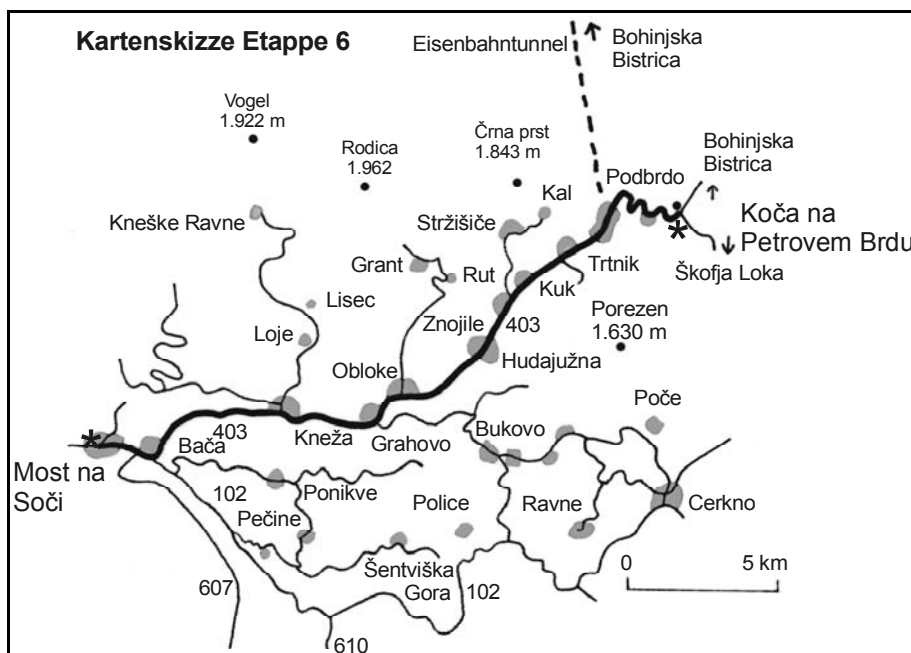 Kartenskizze Etappe 6
Eisenbahntunnel
Bohinjska
Bistrica
Vogel
1.922 m
Rodica
1.962
Črna prst
1.843 m
Bohinjska
Bistrica
Podbrdo
Kal
Kneške Ravne
Stržišiče
Koča na
Petrovem Brdu
Grant
Rut
Trtnik
Škofja Loka
Lisec
Kuk
Znojile
403
Porezen
1.630 m
Loje
Hudajužna
Obloke
Poče
403
Kneža
Grahovo
Bukovo
Bača
Most na
Soči
102
Ponikve
Police
Ravne
Cerkno
Pečine
0
5 km
Šentviška
Gora
102
607
610